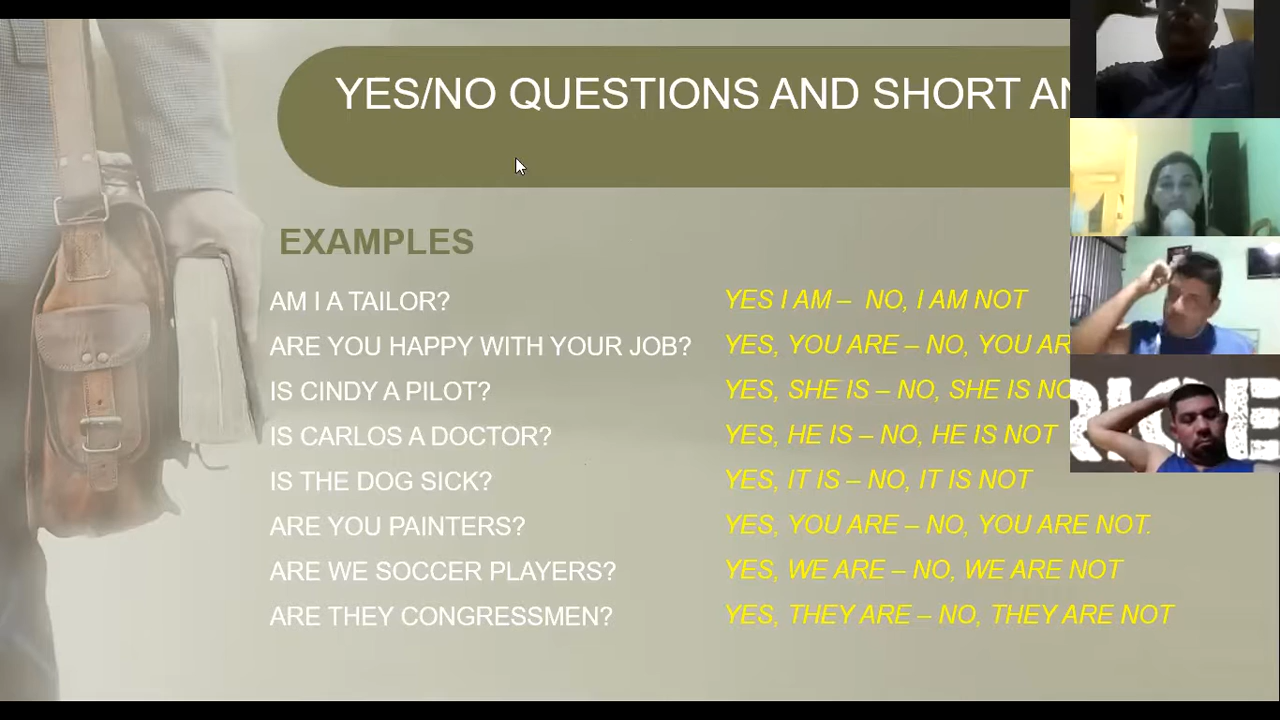 YES/NO QUESTIONS AND SHORT
EXAMPLES
AM I A TAILOR? YES I AM – NO, I AM NOT
ARE YOU HAPPY WITH YOUR JOB? YES, YOU ARE – NO, YOU
IS CINDY A PILOT? YES, SHE IS – NO, SHE IS
IS CARLOS A DOCTOR? YES, HE IS – NO, HE IS NOT
IS THE DOG SICK? YES, IT IS – NO, IT IS NOT
ARE YOU PAINTERS? YES, YOU ARE – NO, YOU ARE NOT.
ARE WE SOCCER PLAYERS? YES, WE ARE – NO, WE ARE NOT
ARE THEY CONGRESSMEN? YES, THEY ARE – NO, THEY ARE NOT